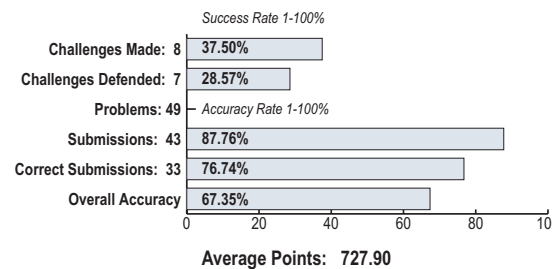 Success Rate 1-100%
Challenges Made: 8 37.50%
Challenges Defended: 7 28.57%
Problems: 49 Accuracy Rate 1-100%
Submissions: 43 87.76%
Correct Submissions: 33 76.74%
Overall Accuracy 67.35%
0 20 40 60 80 10
Average Points: 727.90